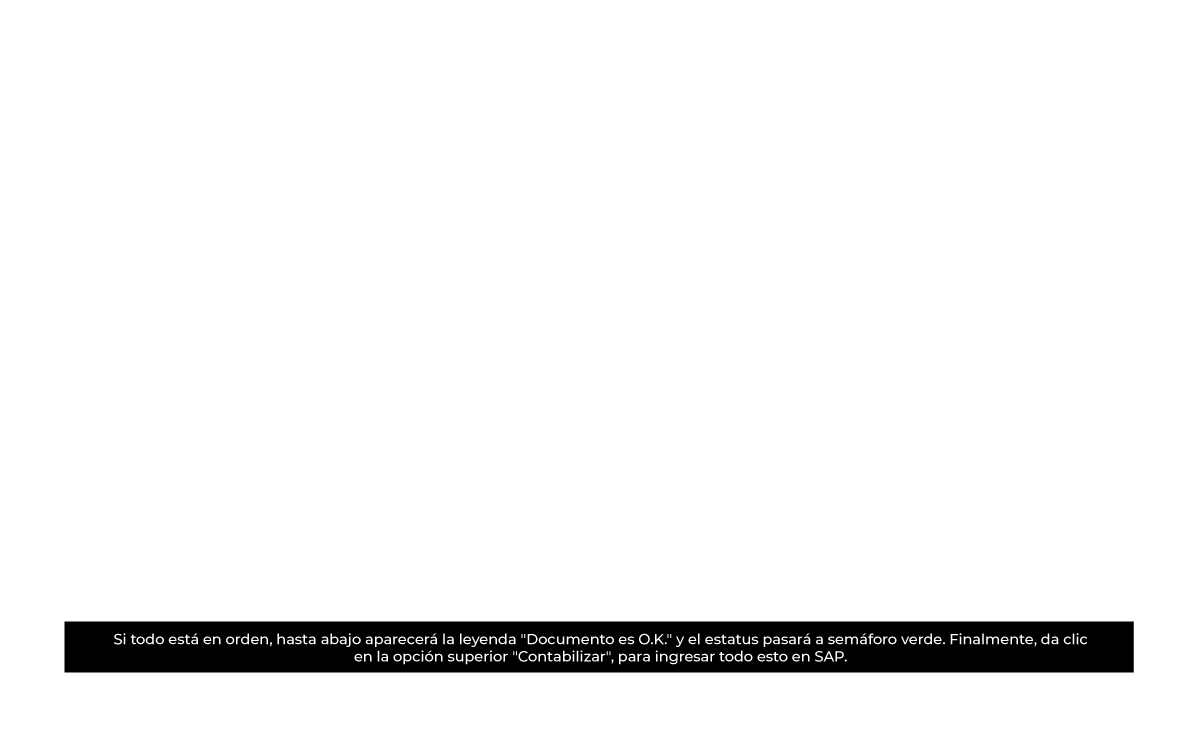 Si todo está en orden, hasta abajo aparecerá la leyenda "Documento es O.K." y el estatus pasará a semáforo verde. Finalmente, da clic
en la opción superior "Contabilizar", para ingresar todo esto en SAP.